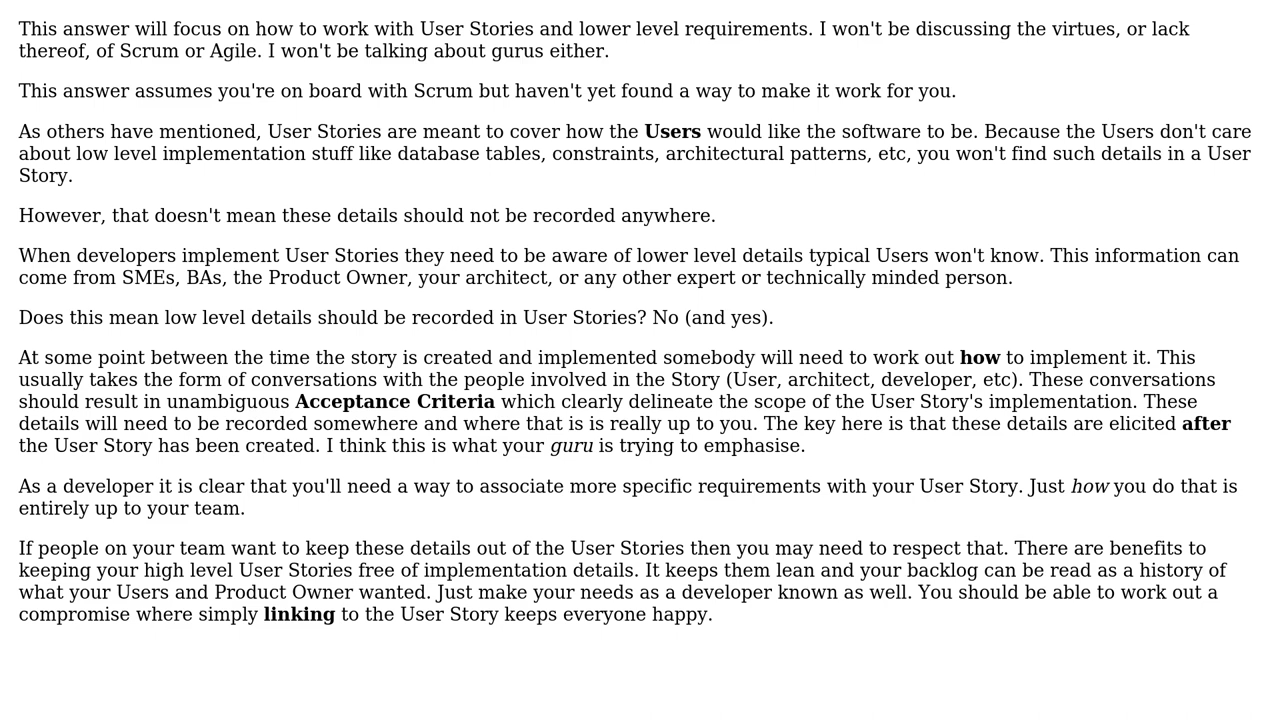 This answer will focus on how to work with User Stories and lower level requirements. I won't be discussing the virtues, or lack
thereof, of Scrum or Agile. I won't be talking about gurus either.
This answer assumes you're on board with Scrum but haven't yet found a way to make it work for you.
As others have mentioned, User Stories are meant to cover how the Users would like the software to be. Because the Users don't care
about low level implementation stuff like database tables, constraints, architectural patterns, etc, you won't find such details in a User
Story.
However, that doesn't mean these details should not be recorded anywhere.
When developers implement User Stories they need to be aware of lower level details typical Users won't know. This information can
come from SMEs, BAs, the Product Owner, your architect, or any other expert or technically minded person.
Does this mean low level details should be recorded in User Stories? No (and yes).
At some point between the time the story is created and implemented somebody will need to work out how to implement it. This
usually takes the form of conversations with the people involved in the Story (User, architect, developer, etc). These conversations
should result in unambiguous Acceptance Criteria which clearly delineate the scope of the User Story's implementation. These
details will need to be recorded somewhere and where that is is really up to you. The key here is that these details are elicited after
the User Story has been created. I think this is what your guru is trying to emphasise.
As a developer it is clear that you'll need a way to associate more specific requirements with your User Story. Just how you do that is
entirely up to your team.
If people on your team want to keep these details out of the User Stories then you may need to respect that. There are benefits to
keeping your high level User Stories free of implementation details. It keeps them lean and your backlog can be read as a history of
what your Users and Product Owner wanted. Just make your needs as a developer known as well. You should be able to work out a
compromise where simply linking to the User Story keeps everyone happy.